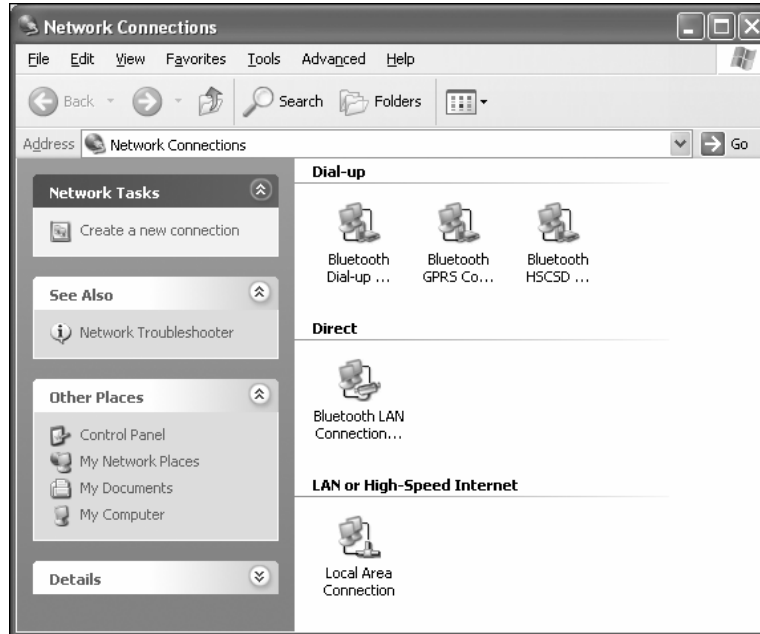 Network Connections
File Edit View Favorites Tools Advanced Help
Back Search Folders
Address Network Connections Go
Network Tasks
Create a new connection
See Also
Network Troubleshooter
Other Places
Control Panel
My Network Places
My Documents
My Computer
Details
Dial-up
Bluetooth Dial-up ...
Bluetooth GPRS Co...
Bluetooth HSCSD ...
Direct
Bluetooth LAN
Connection...
LAN or High-Speed Internet
Local Area
Connection